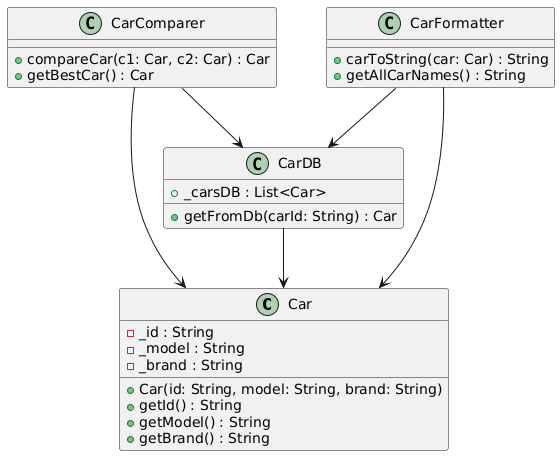 C CarComparer
compareCar(c1: Car, c2: Car) : Car
getBestCar() : Car
C CarFormatter
carToString(car: Car) : String
getAllCarNames() : String
C CarDB
_carsDB : List<Car>
getFromDb(carId: String) : Car
C Car
_id : String
_model : String
_brand : String
Car(id: String, model: String, brand: String)
getId() : String
getModel() : String
getBrand() : String